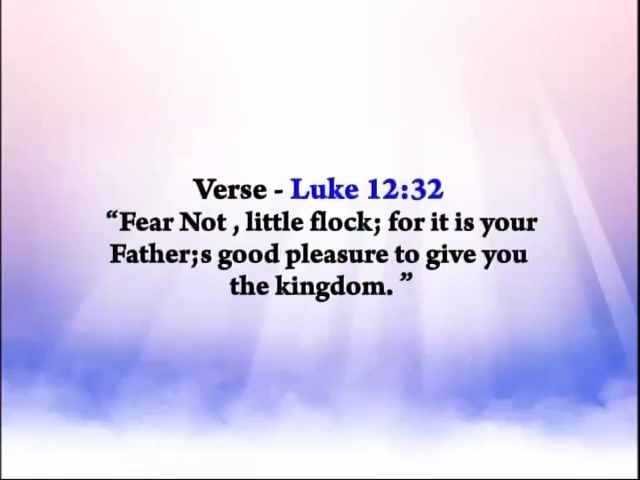 Verse - Luke 12:32
“Fear Not , little flock; for it is your
Father;s good pleasure to give you
the kingdom. ”